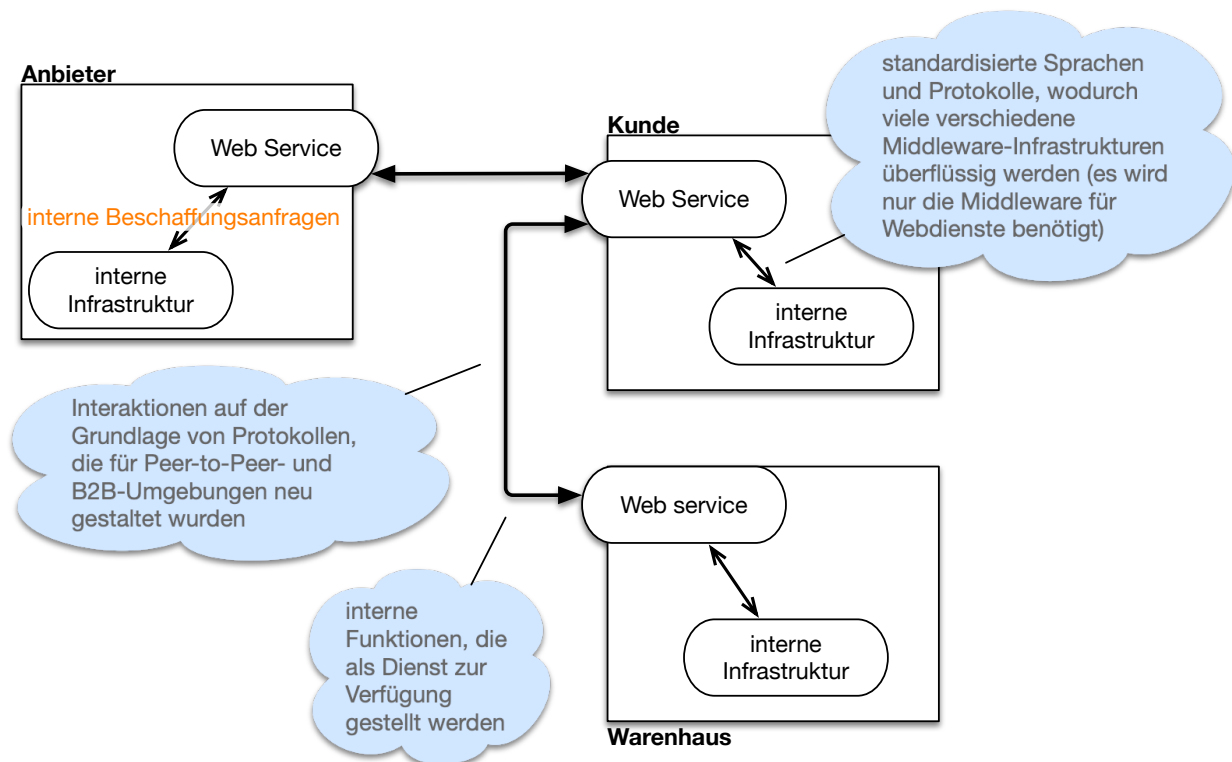 Anbieter
Web Service
interne Beschaffungsanfragen
interne
Infrastruktur
Kunde
Web Service
interne
Infrastruktur
standardisierte Sprachen
und Protokolle, wodurch
viele verschiedene
Middleware-Infrastrukturen
überflüssig werden (es wird
nur die Middleware für
Webdienste benötigt)
Interaktionen auf der
Grundlage von Protokollen,
die für Peer-to-Peer- und
B2B-Umgebungen neu
gestaltet wurden
Web service
interne
Infrastruktur
Warenhaus
interne
Funktionen, die
als Dienst zur
Verfügung
gestellt werden